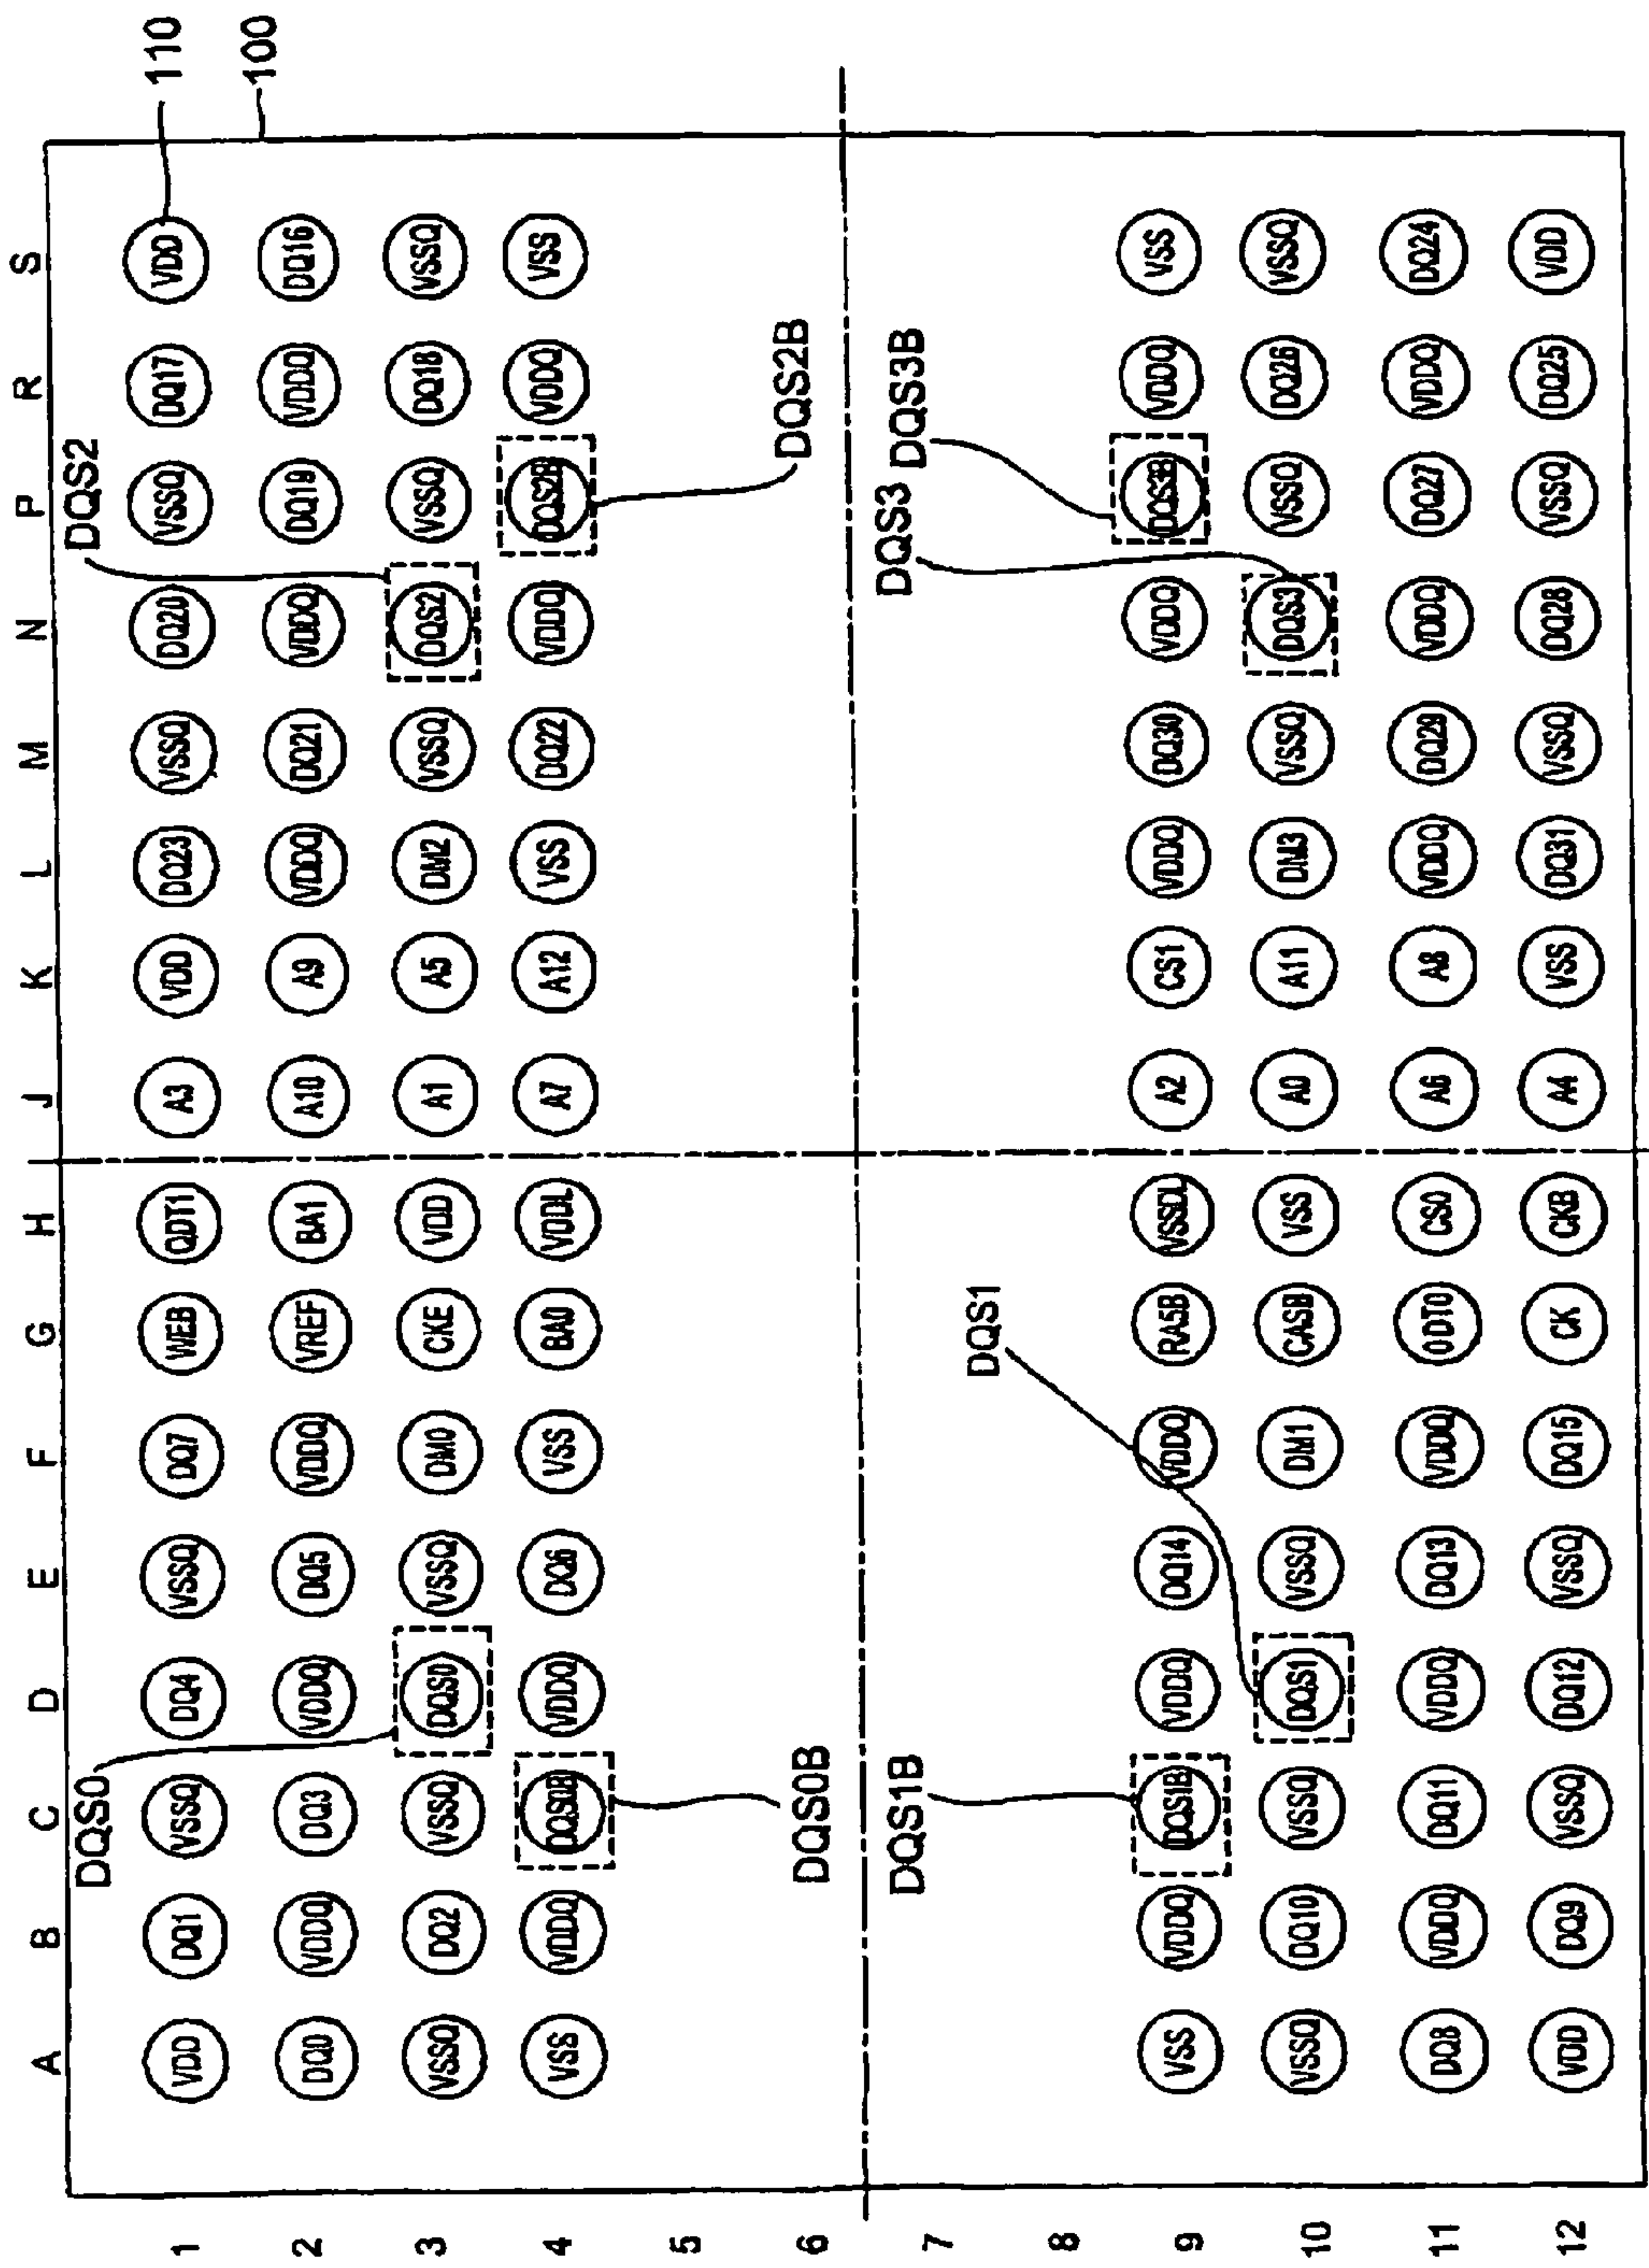 110
100
A B C D E F G H I J K L M N P R S
DQS0 DQS2
1 VDD DQ1 VSSQ DQ4 VSSQ DQ7 WEB QDT1 A3 VDD DQ23 VSSQ DQ20 VSSQ DQ17 VDD
2 DQ0 VDDQ DQ3 VDDQ DQ5 VDDQ VREF BA1 A10 A9 VDDQ DQ21 VDDQ DQ19 VDDQ DQ16
3 VSSQ DQ2 VSSQ DQS0 VSSQ DM0 CKE VDD A1 A5 DM2 VSSQ DQS2 VSSQ DQ18 VSSQ
4 VSS VDDQ DQS0B VDDQ DQ6 VSS BA0 VDDL A7 A12 VSS DQ22 VDDQ DQS2B VDDQ VSS
5
6
DQS0B DQS2B
7
DQS1B DQS1 DQS3 DQS3B
8
9 VSS VDDQ DQS1B VDDQ DQ14 VDDQ RA5B VSSDL A2 CS1 VDDQ DQ30 VDDQ DQS3B VDDQ VSS
10 VSSQ DQ10 VSSQ DQS1 VSSQ DM1 CASB VSS A0 A11 DM3 VSSQ DQS3 VSSQ DQ26 VSSQ
11 DQ8 VDDQ DQ11 VDDQ DQ13 VDDQ ODT0 CS0 A6 A8 VDDQ DQ29 VDDQ DQ27 VDDQ DQ24
12 VDD DQ9 VSSQ DQ12 VSSQ DQ15 CK CKB A4 VSS DQ31 VSSQ DQ28 VSSQ DQ25 VDD